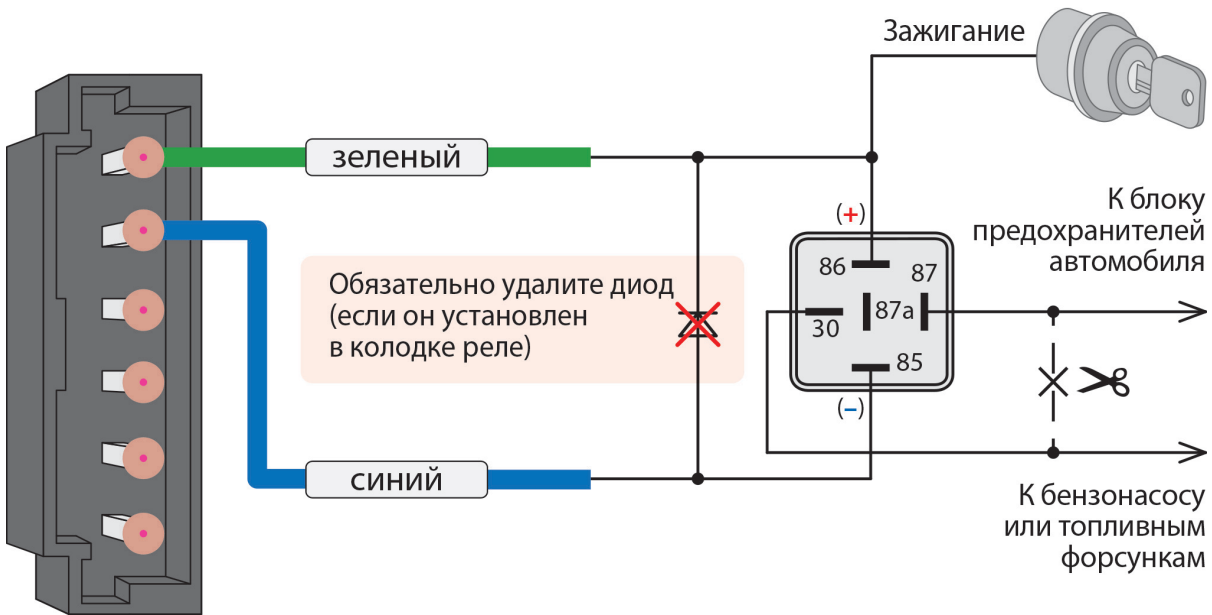 Зажигание
зеленый
К блоку
предохранителей
автомобиля
(+)
86
87
87a
30
85
(–)
Обязательно удалите диод
(если он установлен
в колодке реле)
синий
К бензонасосу
или топливным
форсункам